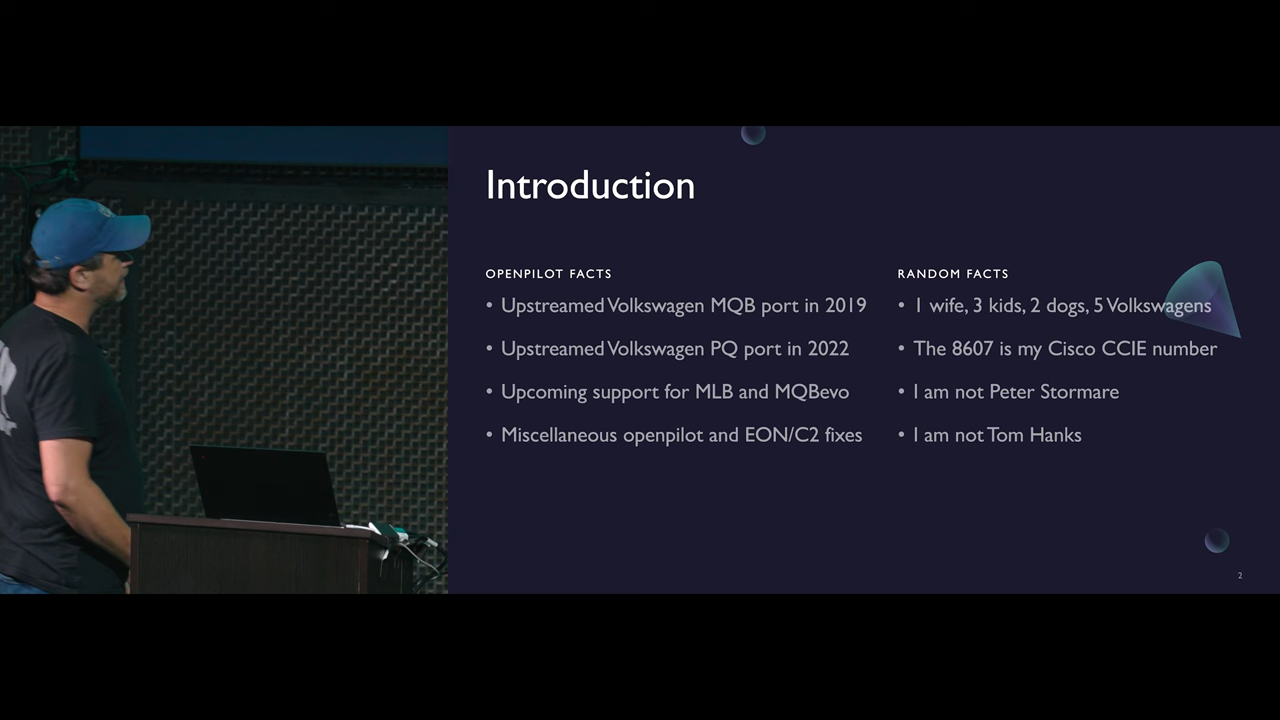 Introduction
OPENPILOT FACTS
• Upstreamed Volkswagen MQB port in 2019
• Upstreamed Volkswagen PQ port in 2022
• Upcoming support for MLB and MQBevo
• Miscellaneous openpilot and EON/C2 fixes
RANDOM FACTS
• 1 wife, 3 kids, 2 dogs, 5 Volkswagens
• The 8607 is my Cisco CCIE number
• I am not Peter Stormare
• I am not Tom Hanks
2